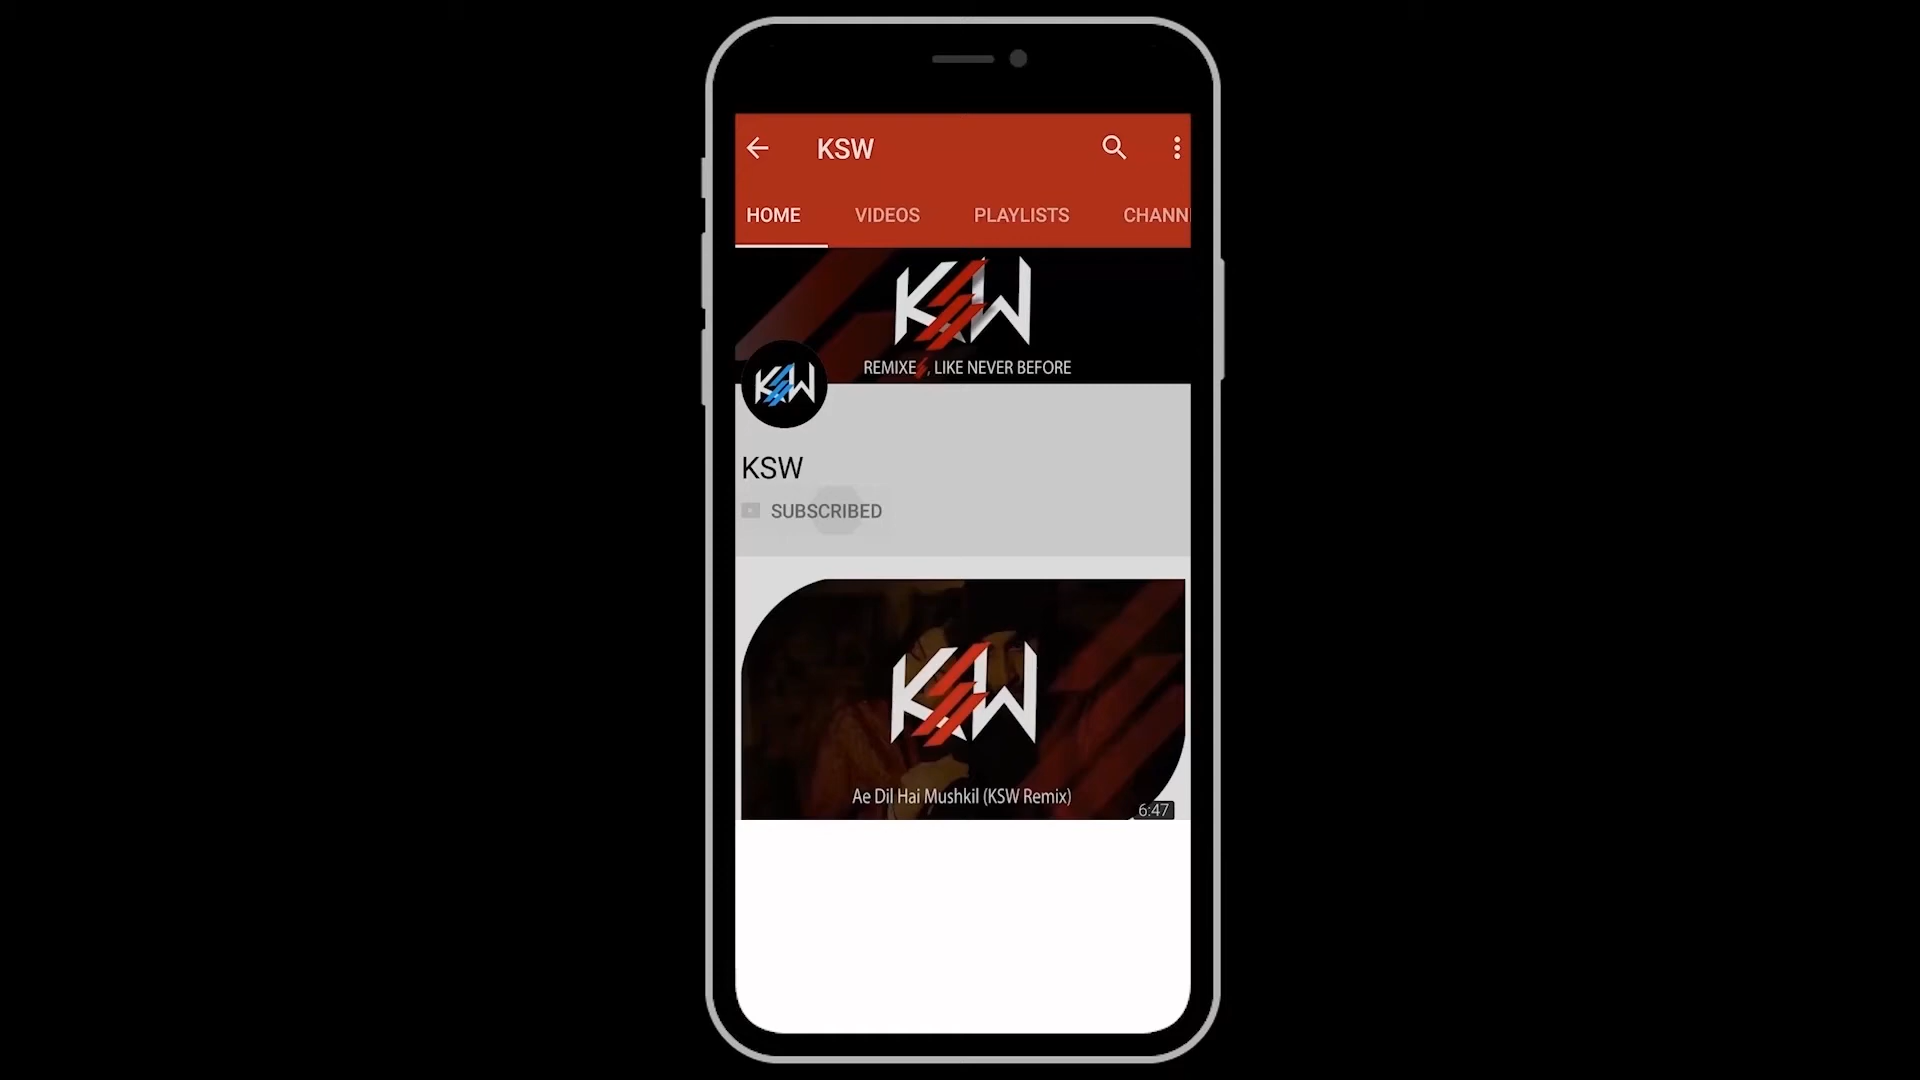 KSW
HOME VIDEOS PLAYLISTS CHANN
KSW
REMIXES, LIKE NEVER BEFORE
KSW
KSW
SUBSCRIBED
KSW
Ae Dil Hai Mushkil (KSW Remix)
6:47